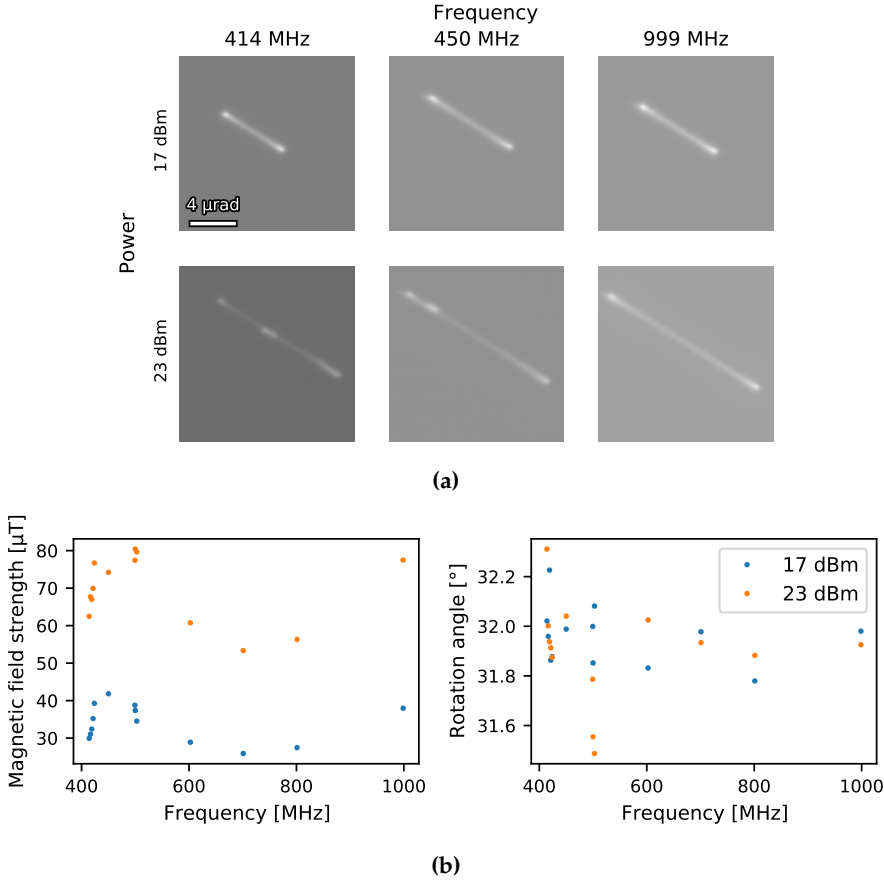 Frequency
414 MHz 450 MHz 999 MHz
Power
17 dBm
4 µrad
23 dBm
(a)
Magnetic field strength [µT]
80
70
60
50
40
30
400 600 800 1000
Frequency [MHz]
Rotation angle [°]
32.2
32.0
31.8
31.6
17 dBm
23 dBm
400 600 800 1000
Frequency [MHz]
(b)